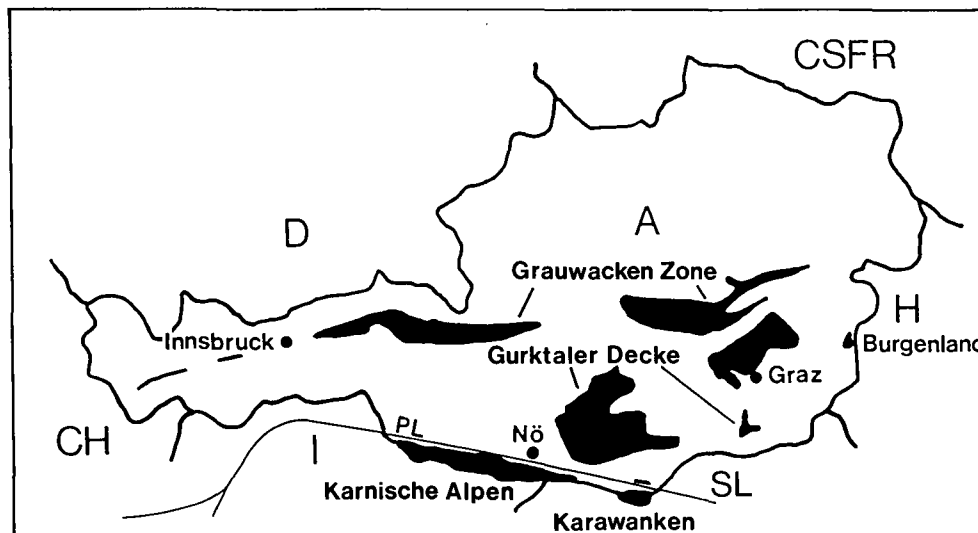 CSFR
D
A
Grauwacken Zone
Innsbruck
H
Burgenland
Gurktaler Decke
Graz
CH
I
PL
Nö
SL
Karnische Alpen
Karawanken